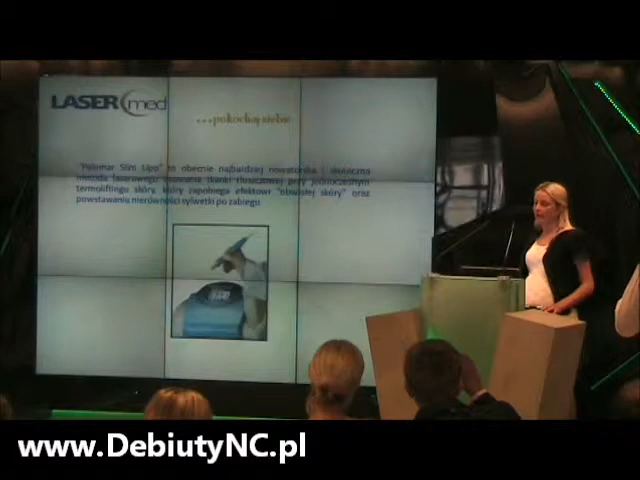 LASER med
...pokochaj siebie
"Palomar Slim Lipo" to obecnie najbardziej nowatorska i skuteczna
metoda laserowego usuwania tkanki tłuszczowej przy jednoczesnym
termoliftingu skóry, który zapobiega efektowi "obwisłej skóry" oraz
powstawaniu nierówności sylwetki po zabiegu
www.DebiutyNC.pl